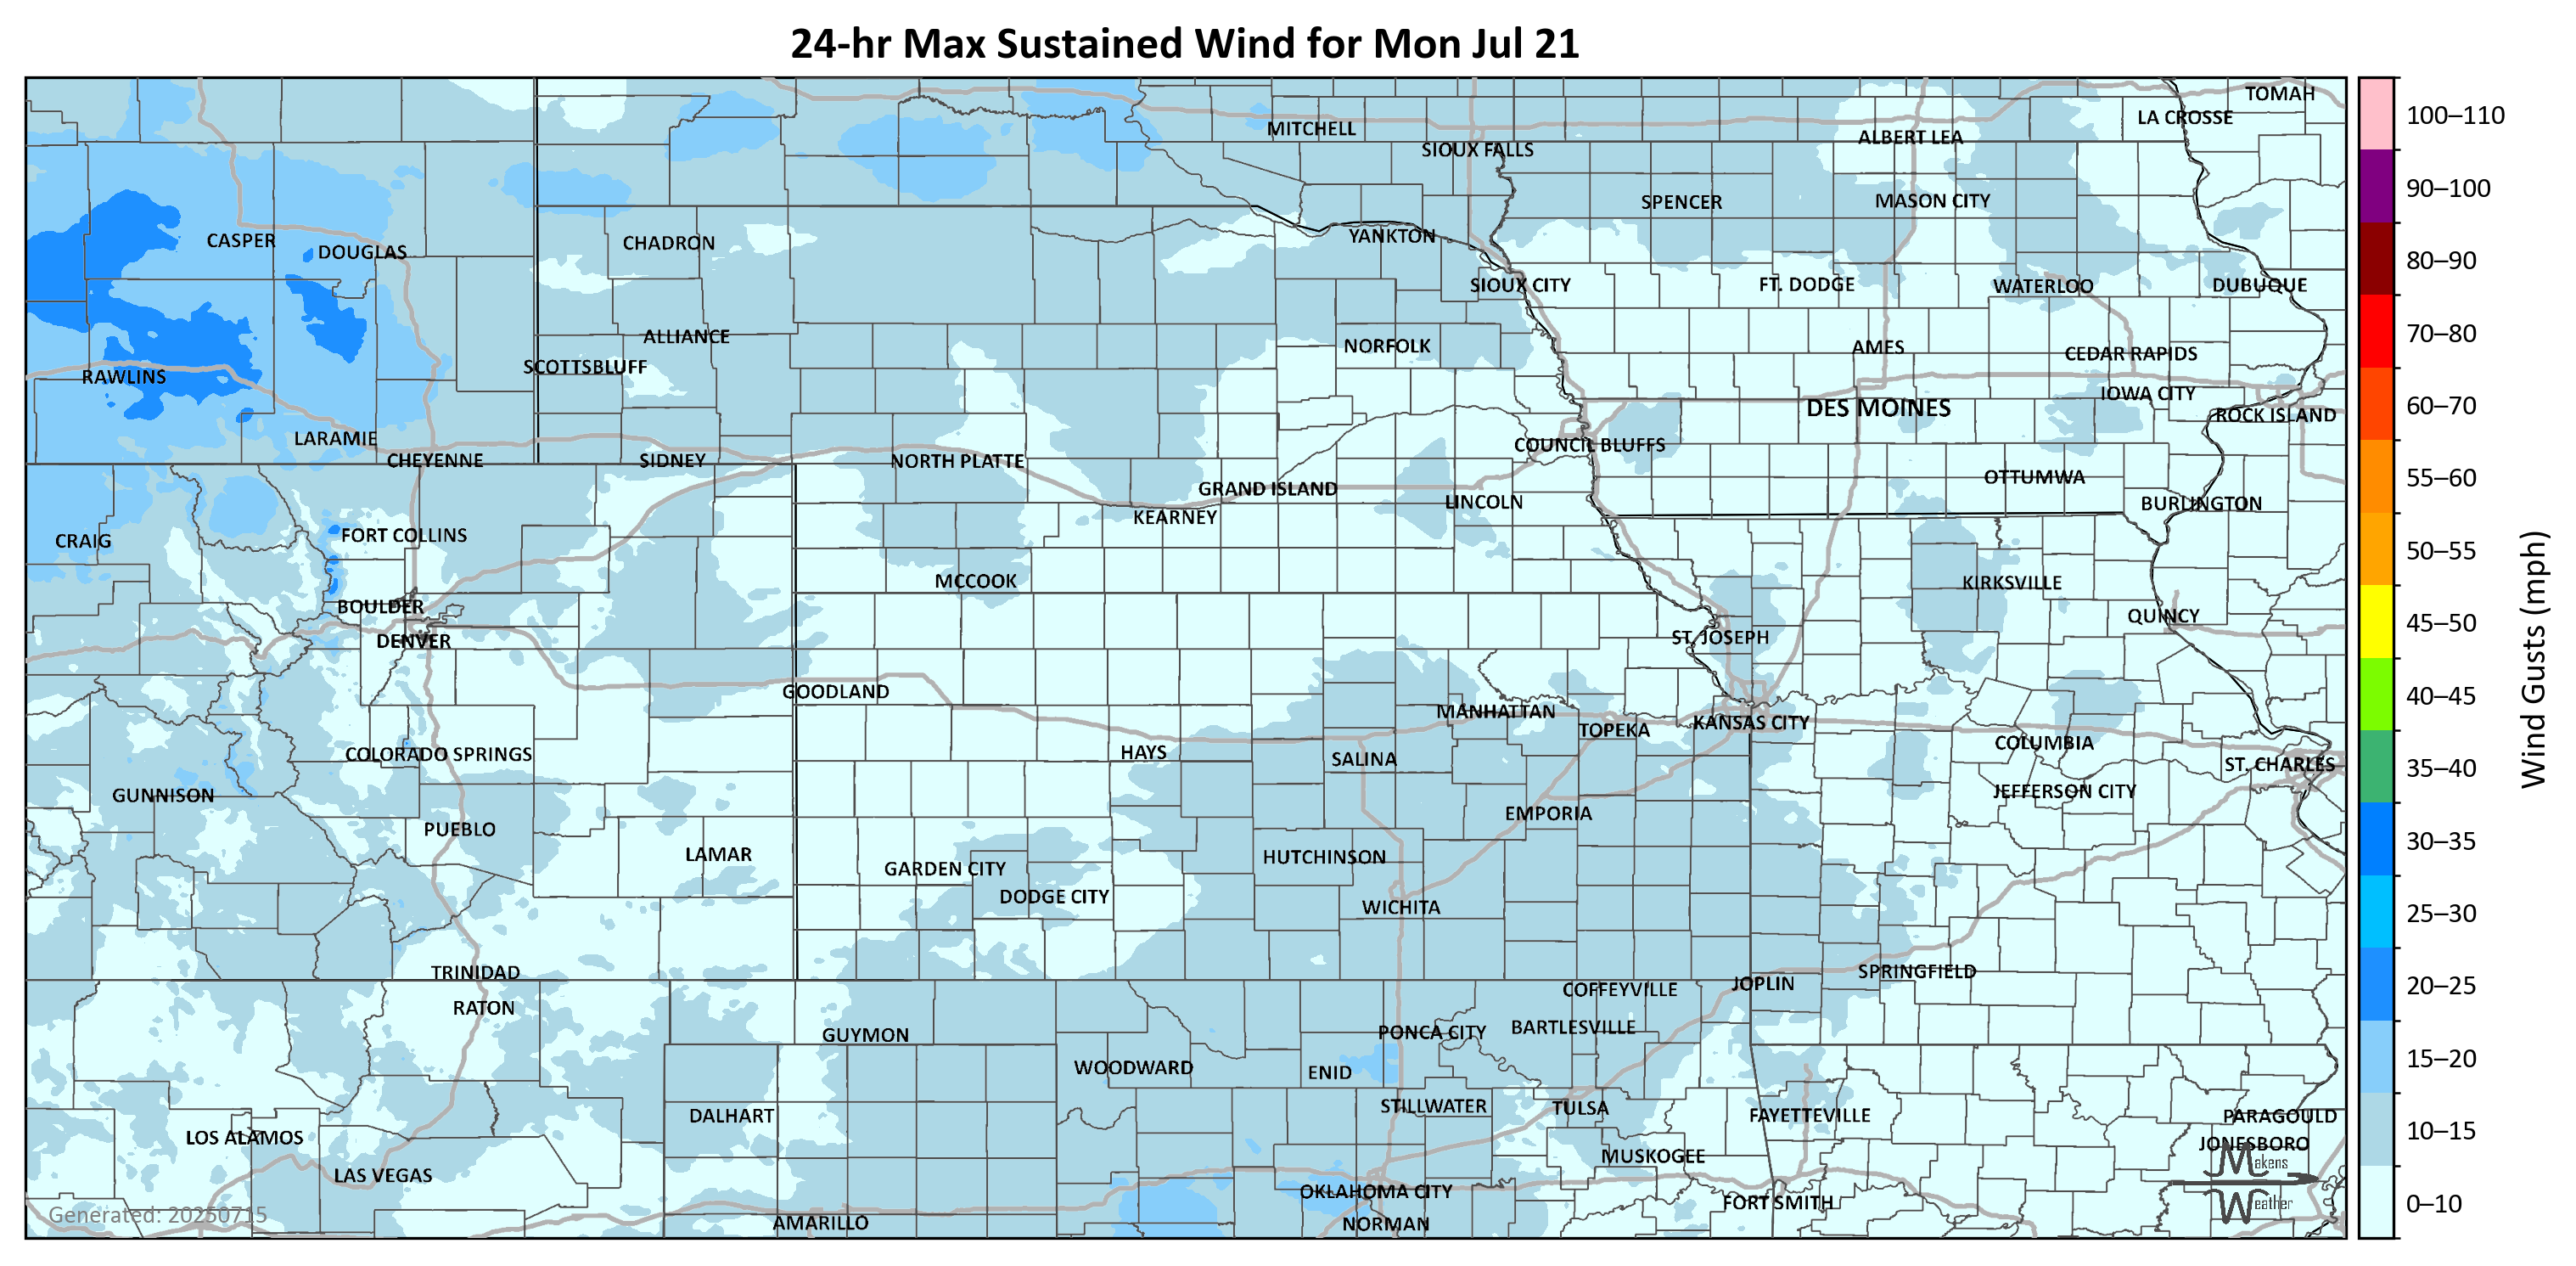 24-hr Max Sustained Wind for Mon Jul 21
TOMAH
LA CROSSE
MITCHELL
ALBERT LEA
SIOUX FALLS
SPENCER
MASON CITY
CASPER
DOUGLAS
CHADRON
YANKTON
SIOUX CITY
FT. DODGE
WATERLOO
DUBUQUE
ALLIANCE
NORFOLK
AMES
CEDAR RAPIDS
SCOTTSBLUFF
RAWLINS
IOWA CITY
DES MOINES
ROCK ISLAND
LARAMIE
COUNCIL BLUFFS
CHEYENNE
SIDNEY
NORTH PLATTE
OTTUMWA
GRAND ISLAND
LINCOLN
BURLINGTON
KEARNEY
FORT COLLINS
CRAIG
MCCOOK
KIRKSVILLE
BOULDER
QUINCY
DENVER
ST. JOSEPH
GOODLAND
MANHATTAN
TOPEKA
KANSAS CITY
COLORADO SPRINGS
HAYS
SALINA
COLUMBIA
ST. CHARLES
GUNNISON
JEFFERSON CITY
PUEBLO
EMPORIA
LAMAR
HUTCHINSON
GARDEN CITY
DODGE CITY
WICHITA
TRINIDAD
SPRINGFIELD
JOPLIN
COFFEYVILLE
RATON
GUYMON
PONCA CITY
BARTLESVILLE
WOODWARD
ENID
DALHART
STILLWATER
TULSA
FAYETTEVILLE
PARAGOULD
LOS ALAMOS
JONESBORO
MUSKOGEE
LAS VEGAS
OKLAHOMA CITY
FORT SMITH
AMARILLO
NORMAN
Makens
Weather
Generated: 20250715
100–110
90–100
80–90
70–80
60–70
55–60
50–55
45–50
40–45
35–40
30–35
25–30
20–25
15–20
10–15
0–10
Wind Gusts (mph)